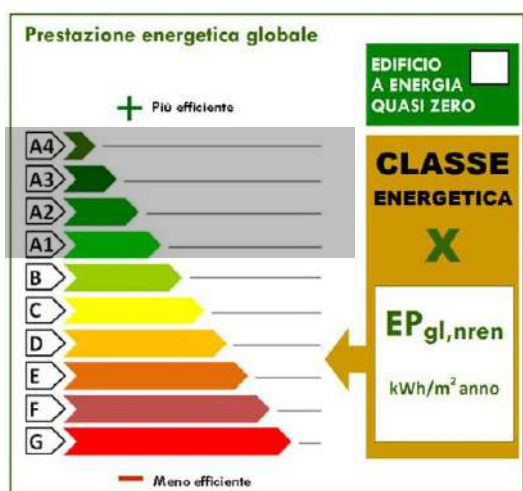 Prestazione energetica globale
Più efficiente
A4
A3
A2
A1
B
C
D
E
F
G
Meno efficiente
EDIFICIO
A ENERGIA
QUASI ZERO
CLASSE
ENERGETICA
X
EPgl,nren
kWh/m² anno